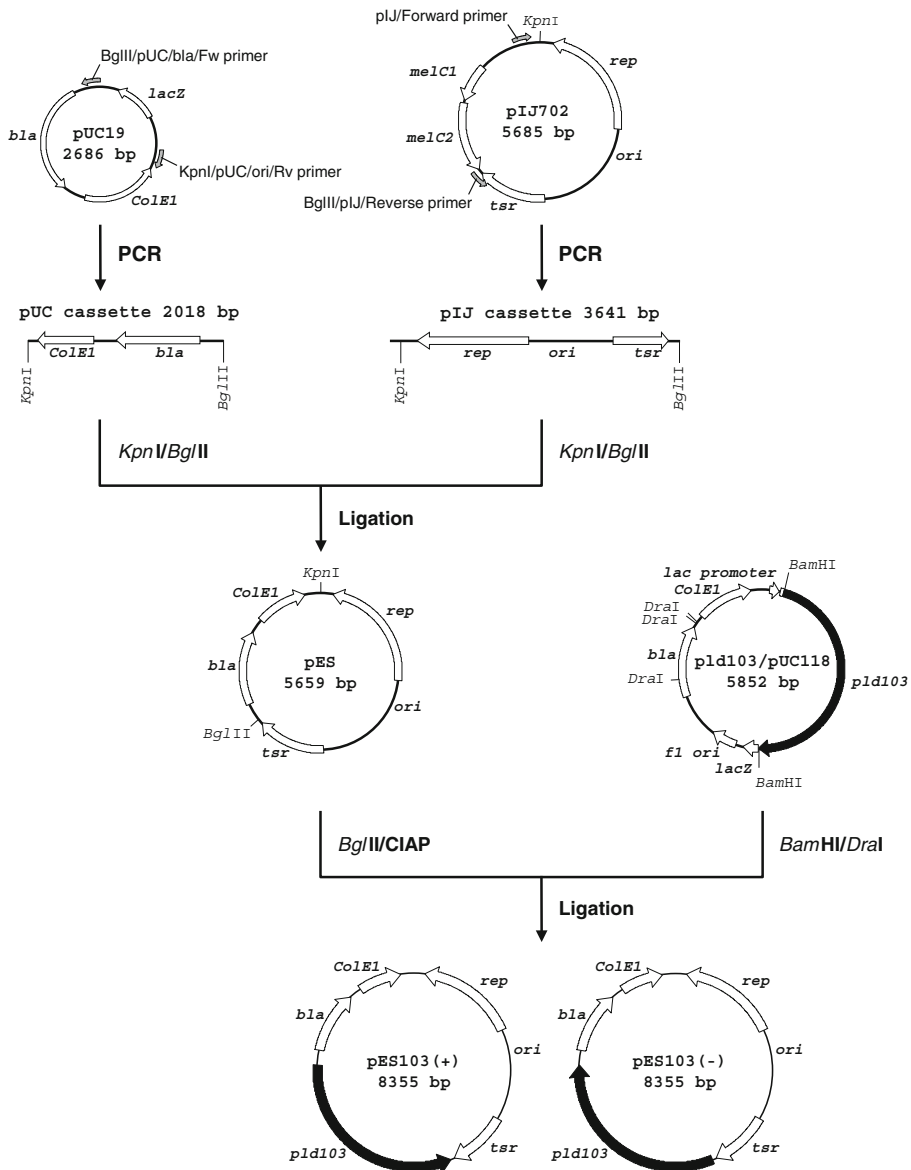 pIJ/Forward primer
KpnI
BglII/pUC/bla/Fw primer
rep
lacZ
melC1
pUC19
2686 bp
bla
pIJ702
5685 bp
melC2
ori
KpnI/pUC/ori/Rv primer
ColE1
BglII/pIJ/Reverse primer
tsr
PCR
PCR
pUC cassette 2018 bp
pIJ cassette 3641 bp
ColE1
bla
rep
ori
tsr
KpnI
BglII
KpnI
BglII
KpnI/BglII
KpnI/BglII
Ligation
KpnI
ColE1
rep
bla
pES
5659 bp
ori
BglII
tsr
lac promoter
BamHI
ColE1
DraI
DraI
bla
pld103/pUC118
5852 bp
DraI
pld103
f1 ori
lacZ
BamHI
BglII/CIAP
BamHI/DraI
Ligation
ColE1
rep
bla
ori
pES103(+)
8355 bp
pld103
tsr
ColE1
rep
bla
ori
pES103(-)
8355 bp
pld103
tsr